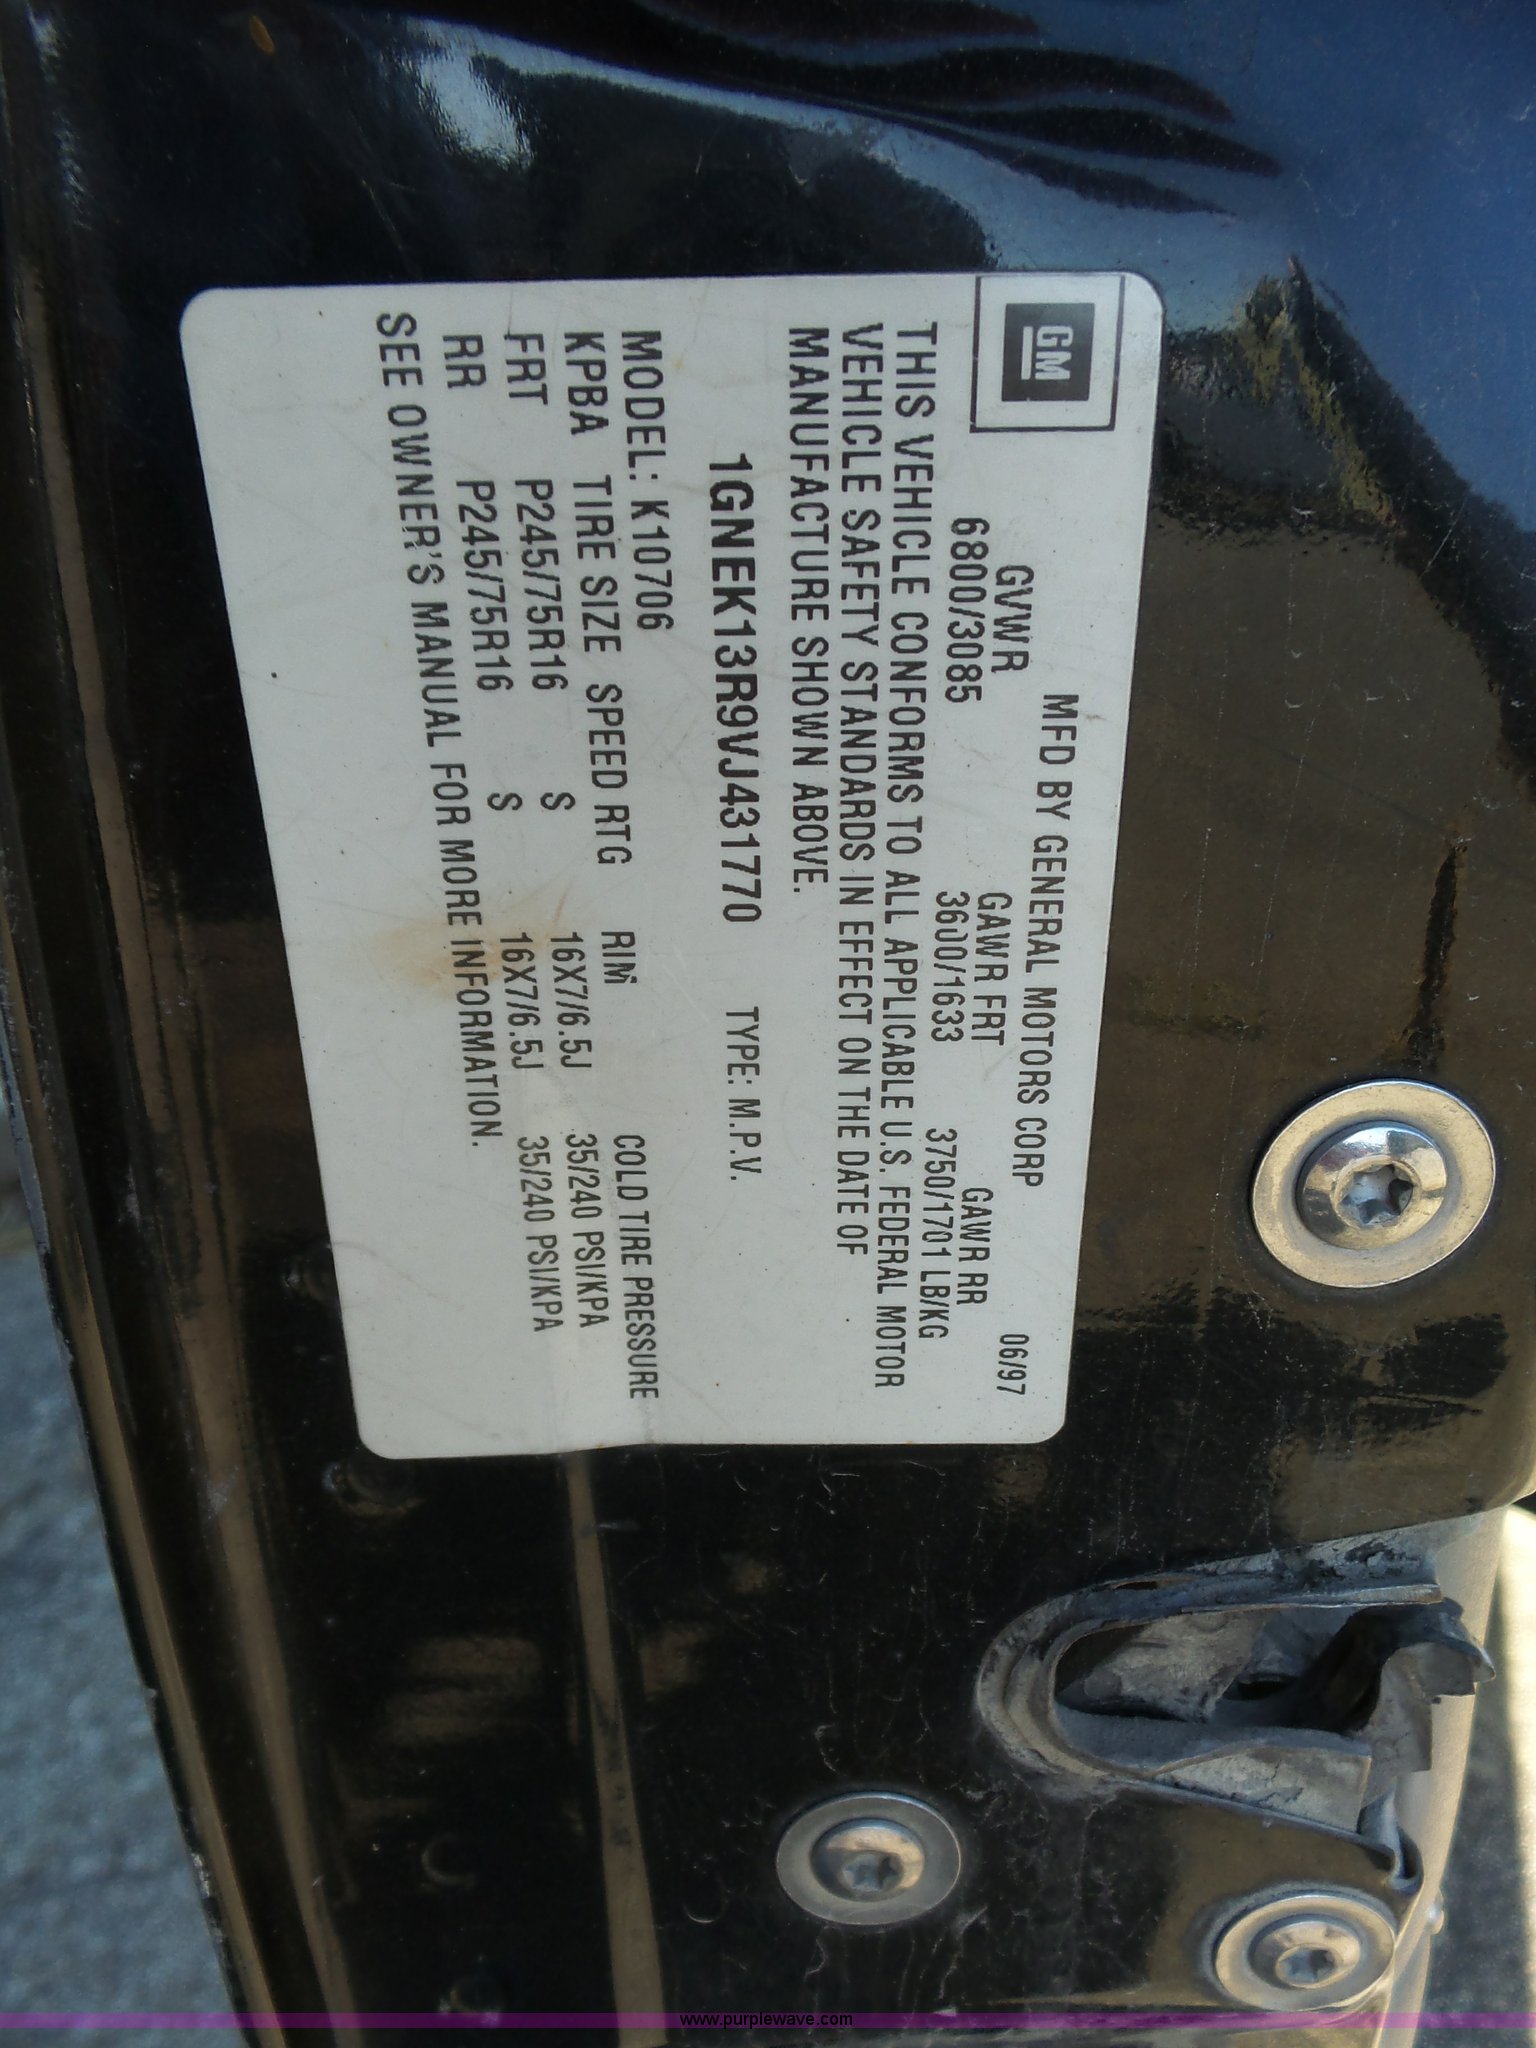 GM
MFD BY GENERAL MOTORS CORP 06/97
GVWR GAWR FRT GAWR RR
6800/3085 3600/1633 3750/1701 LB/KG
THIS VEHICLE CONFORMS TO ALL APPLICABLE U.S. FEDERAL MOTOR
VEHICLE SAFETY STANDARDS IN EFFECT ON THE DATE OF
MANUFACTURE SHOWN ABOVE.
1GNEK13R9VJ431770 TYPE: M.P.V.
MODEL: K10706
KPBA TIRE SIZE SPEED RTG RIM COLD TIRE PRESSURE
FRT P245/75R16 S 16X7/6.5J 35/240 PSI/KPA
RR P245/75R16 S 16X7/6.5J 35/240 PSI/KPA
SEE OWNER'S MANUAL FOR MORE INFORMATION.
www.purplewave.com